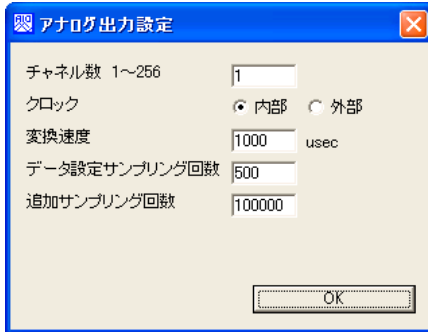 アナログ出力設定
チャネル数 1～256 1
クロック 内部 外部
変換速度 1000 usec
データ設定サンプリング回数 500
追加サンプリング回数 100000
OK